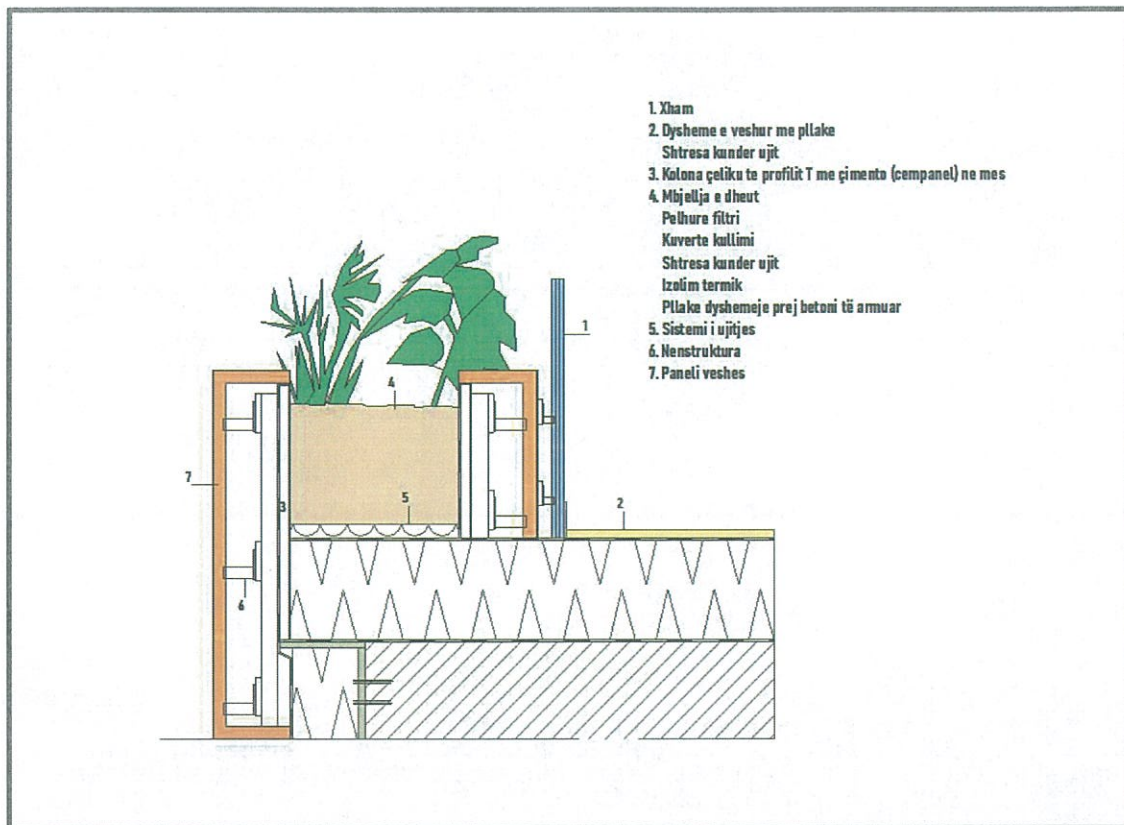 1. Xham
2. Dysheme e veshur me pllake
Shtresa kunder ujit
3. Kolona çeliku te profilit T me çimento (cempanel) ne mes
4. Mbjellja e dheut
Pelhure filtri
Kuverte kullimi
Shtresa kunder ujit
Izolim termik
Pllake dyshemeje prej betoni të armuar
5. Sistemi i ujitjes
6. Nenstruktura
7. Paneli veshes
1
4
7
5
3
2
6